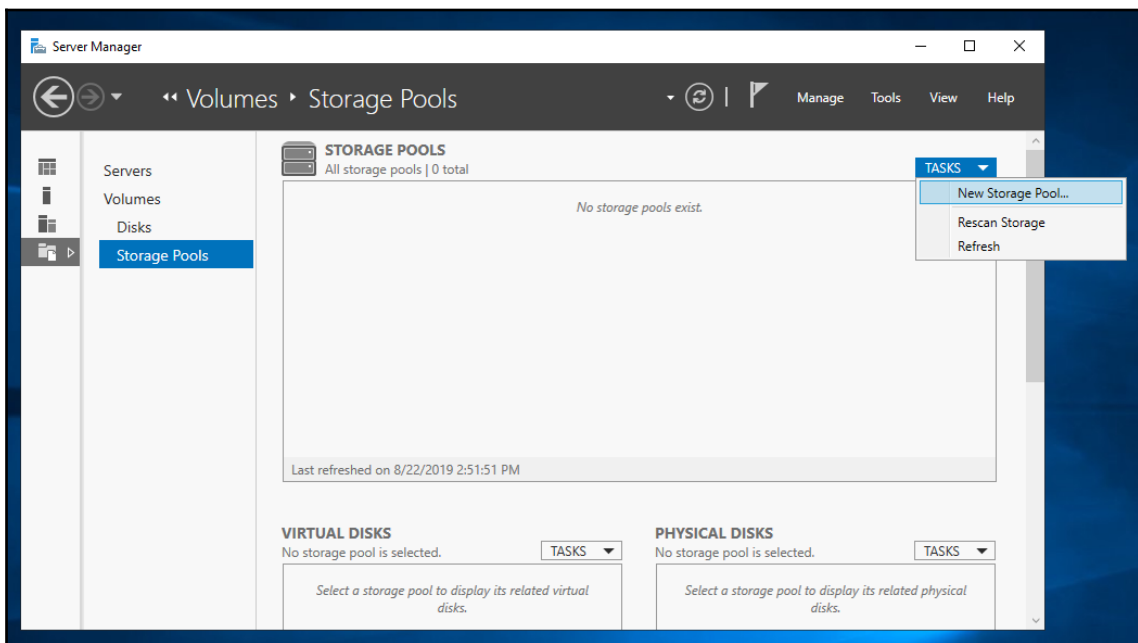 Server Manager
Volumes
Storage Pools
Manage
Tools
View
Help
Servers
Volumes
Disks
Storage Pools
STORAGE POOLS
All storage pools | 0 total
TASKS
New Storage Pool...
Rescan Storage
Refresh
No storage pools exist.
Last refreshed on 8/22/2019 2:51:51 PM
VIRTUAL DISKS
No storage pool is selected.
TASKS
Select a storage pool to display its related virtual
disks.
PHYSICAL DISKS
No storage pool is selected.
TASKS
Select a storage pool to display its related physical
disks.